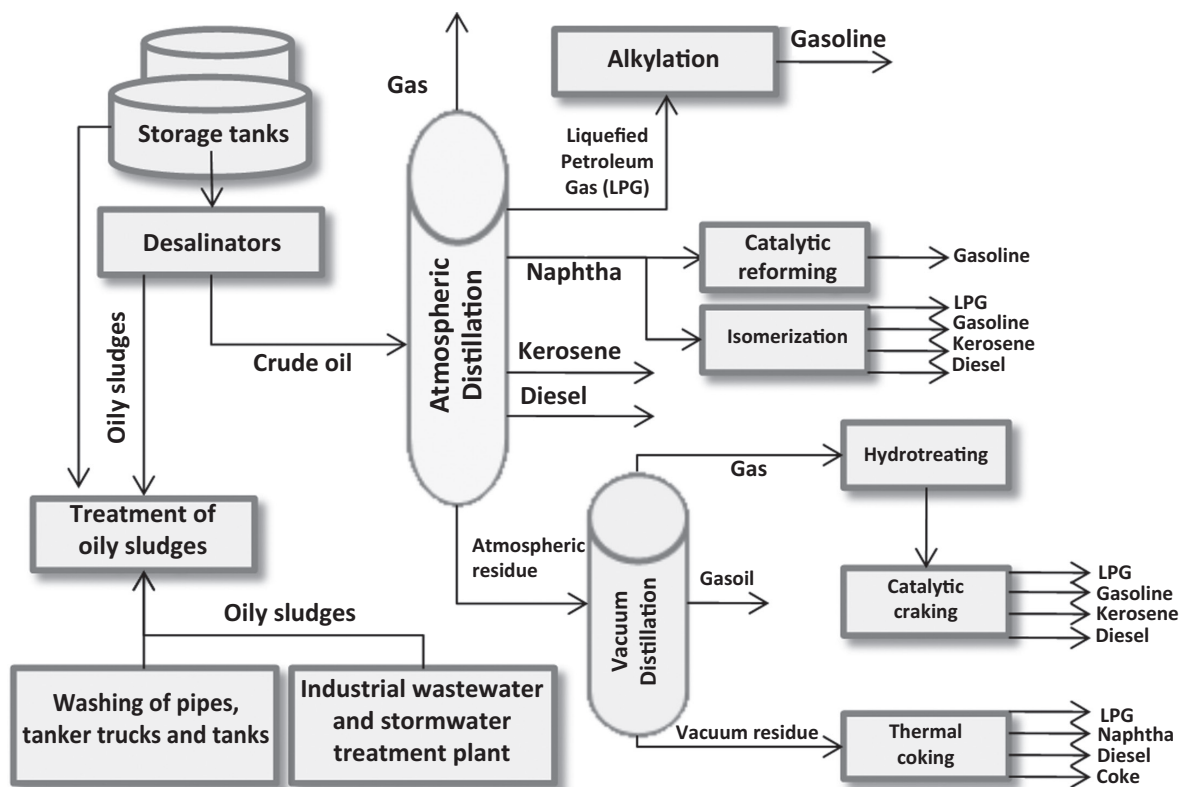 Storage tanks
Desalinators
Oily sludges
Crude oil
Treatment of
oily sludges
Oily sludges
Washing of pipes,
tanker trucks and tanks
Industrial wastewater
and stormwater
treatment plant
Gas
Atmospheric
Distillation
Liquefied
Petroleum
Gas (LPG)
Alkylation
Gasoline
Naphtha
Catalytic
reforming
Gasoline
Isomerization
LPG
Gasoline
Kerosene
Diesel
Kerosene
Diesel
Atmospheric
residue
Vacuum
Distillation
Gas
Hydrotreating
Gasoil
Catalytic
craking
LPG
Gasoline
Kerosene
Diesel
Vacuum residue
Thermal
coking
LPG
Naphtha
Diesel
Coke